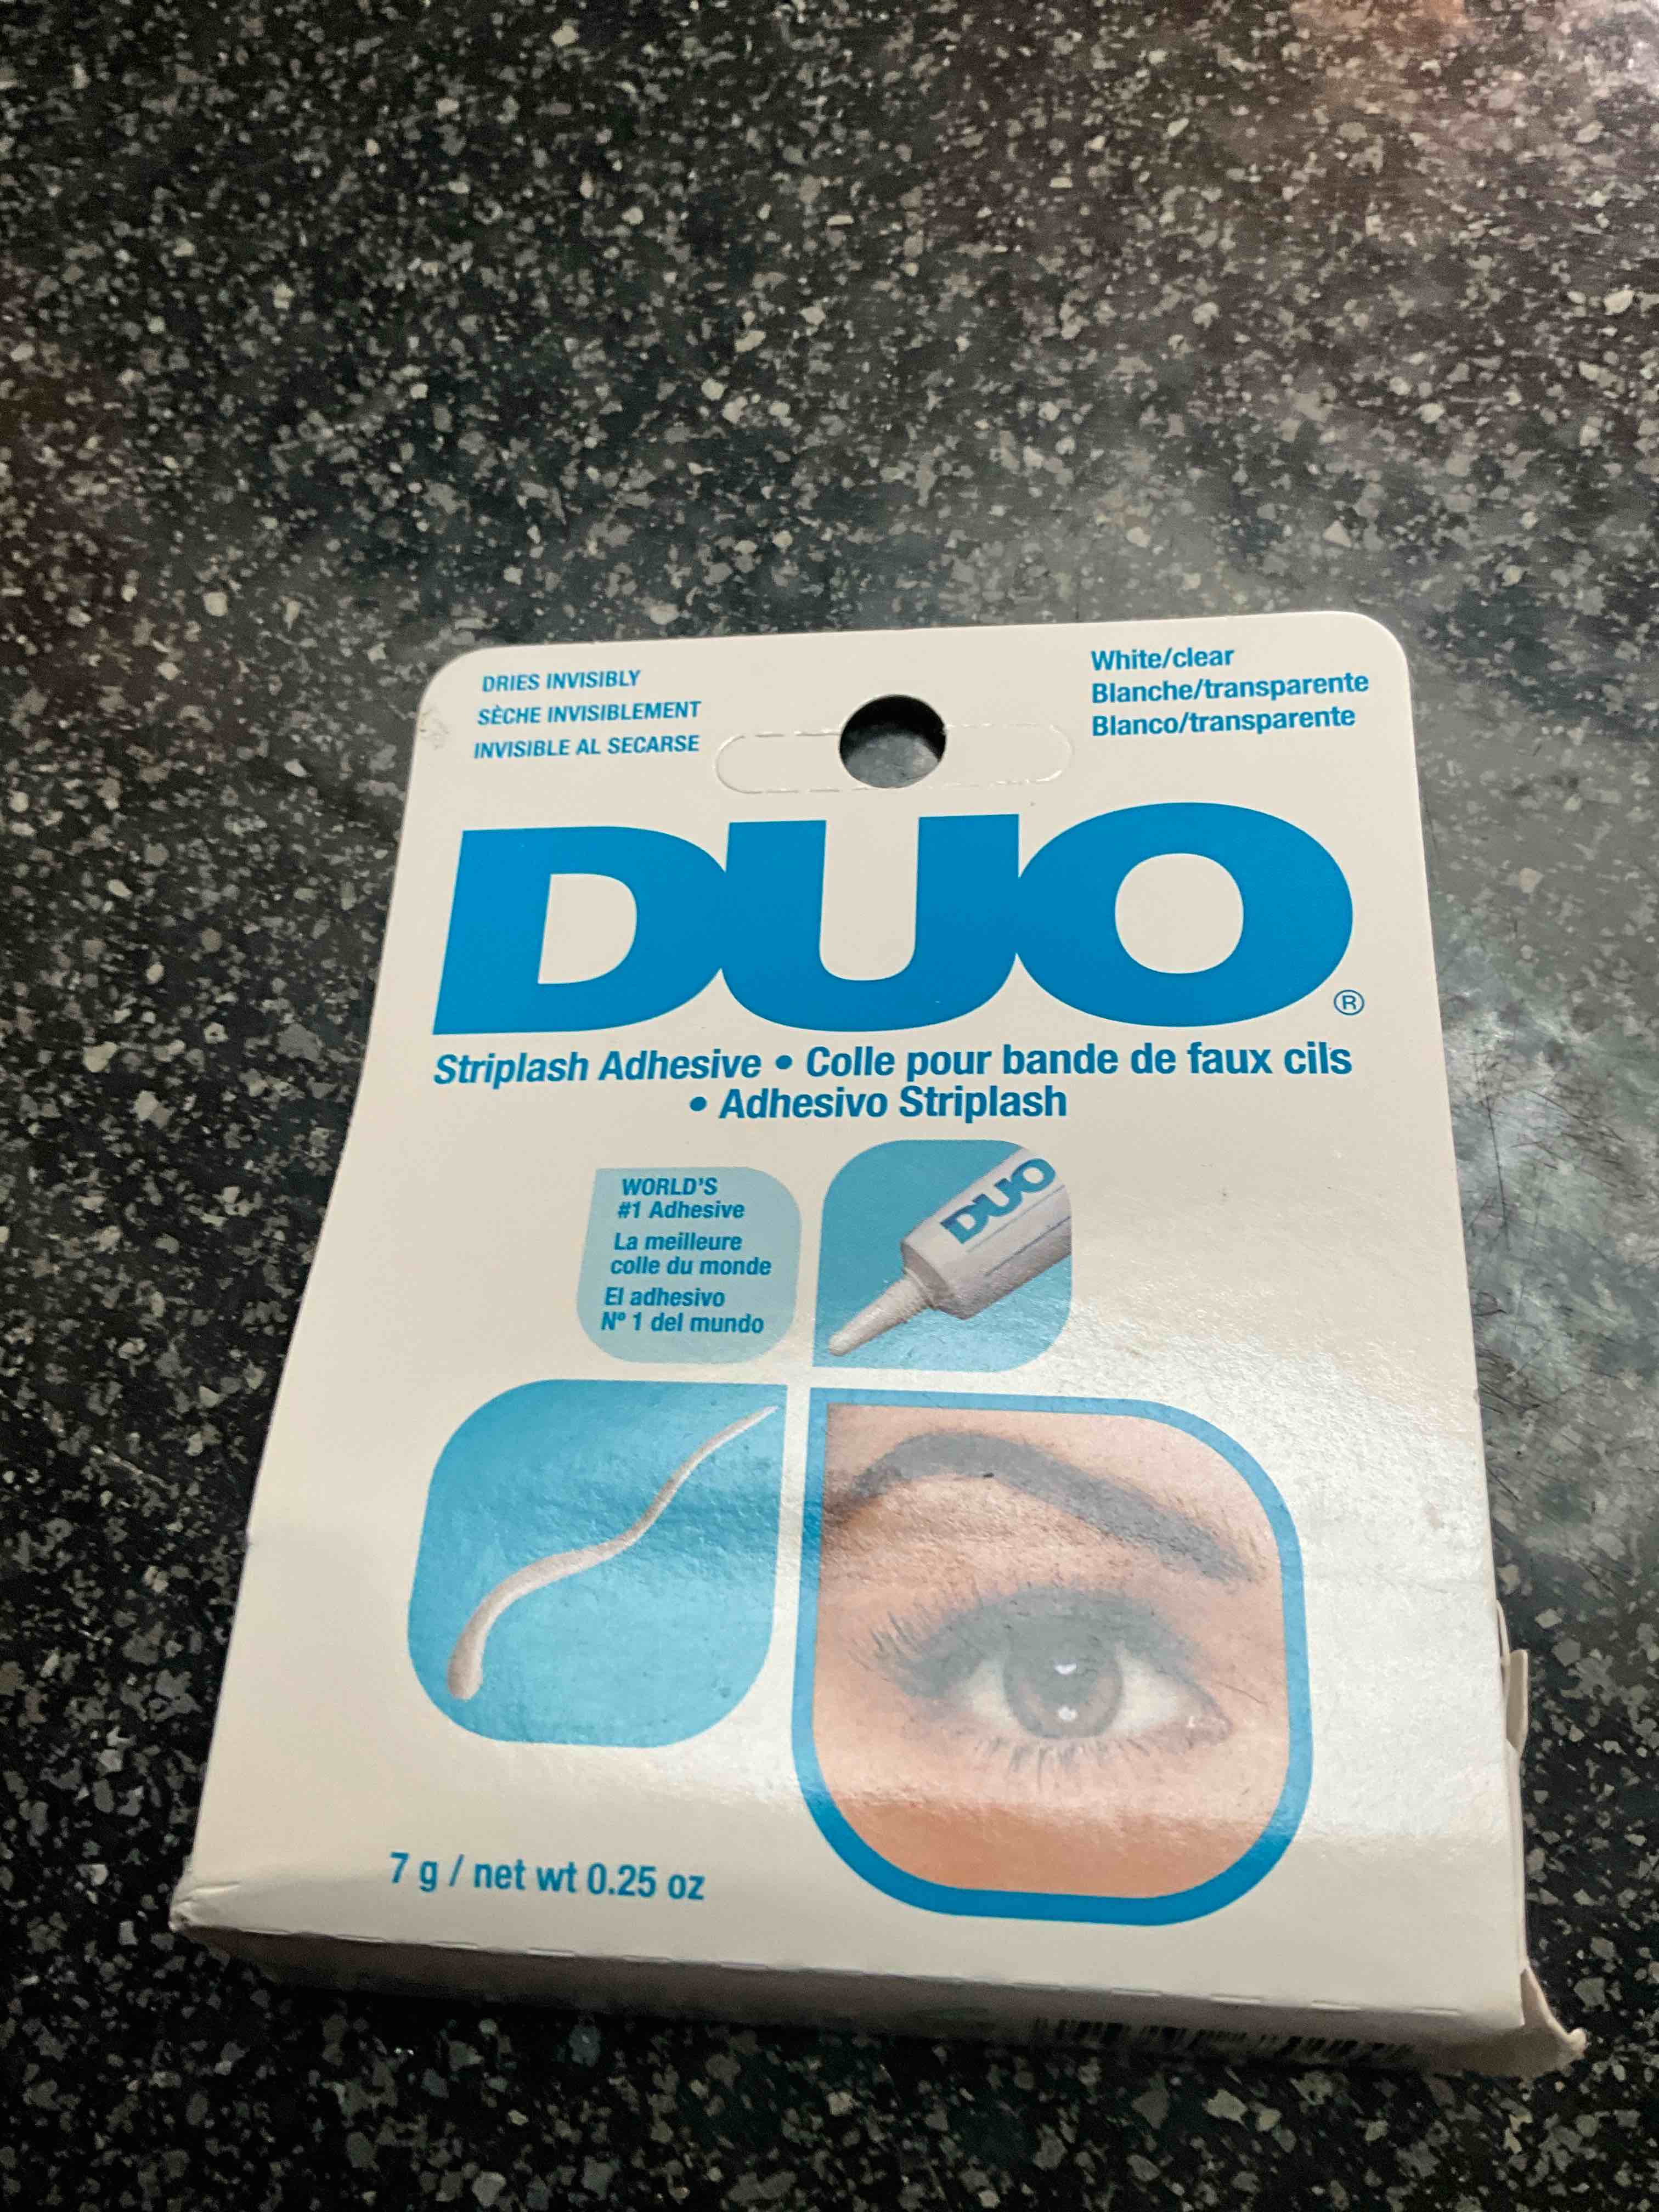 DRIES INVISIBLY
SÈCHE INVISIBLEMENT
INVISIBLE AL SECARSE
White/clear
Blanche/transparente
Blanco/transparente
DUO®
Striplash Adhesive • Colle pour bande de faux cils
• Adhesivo Striplash
WORLD'S
#1 Adhesive
La meilleure
colle du monde
El adhesivo
Nº 1 del mundo
DUO
7 g / net wt 0.25 oz